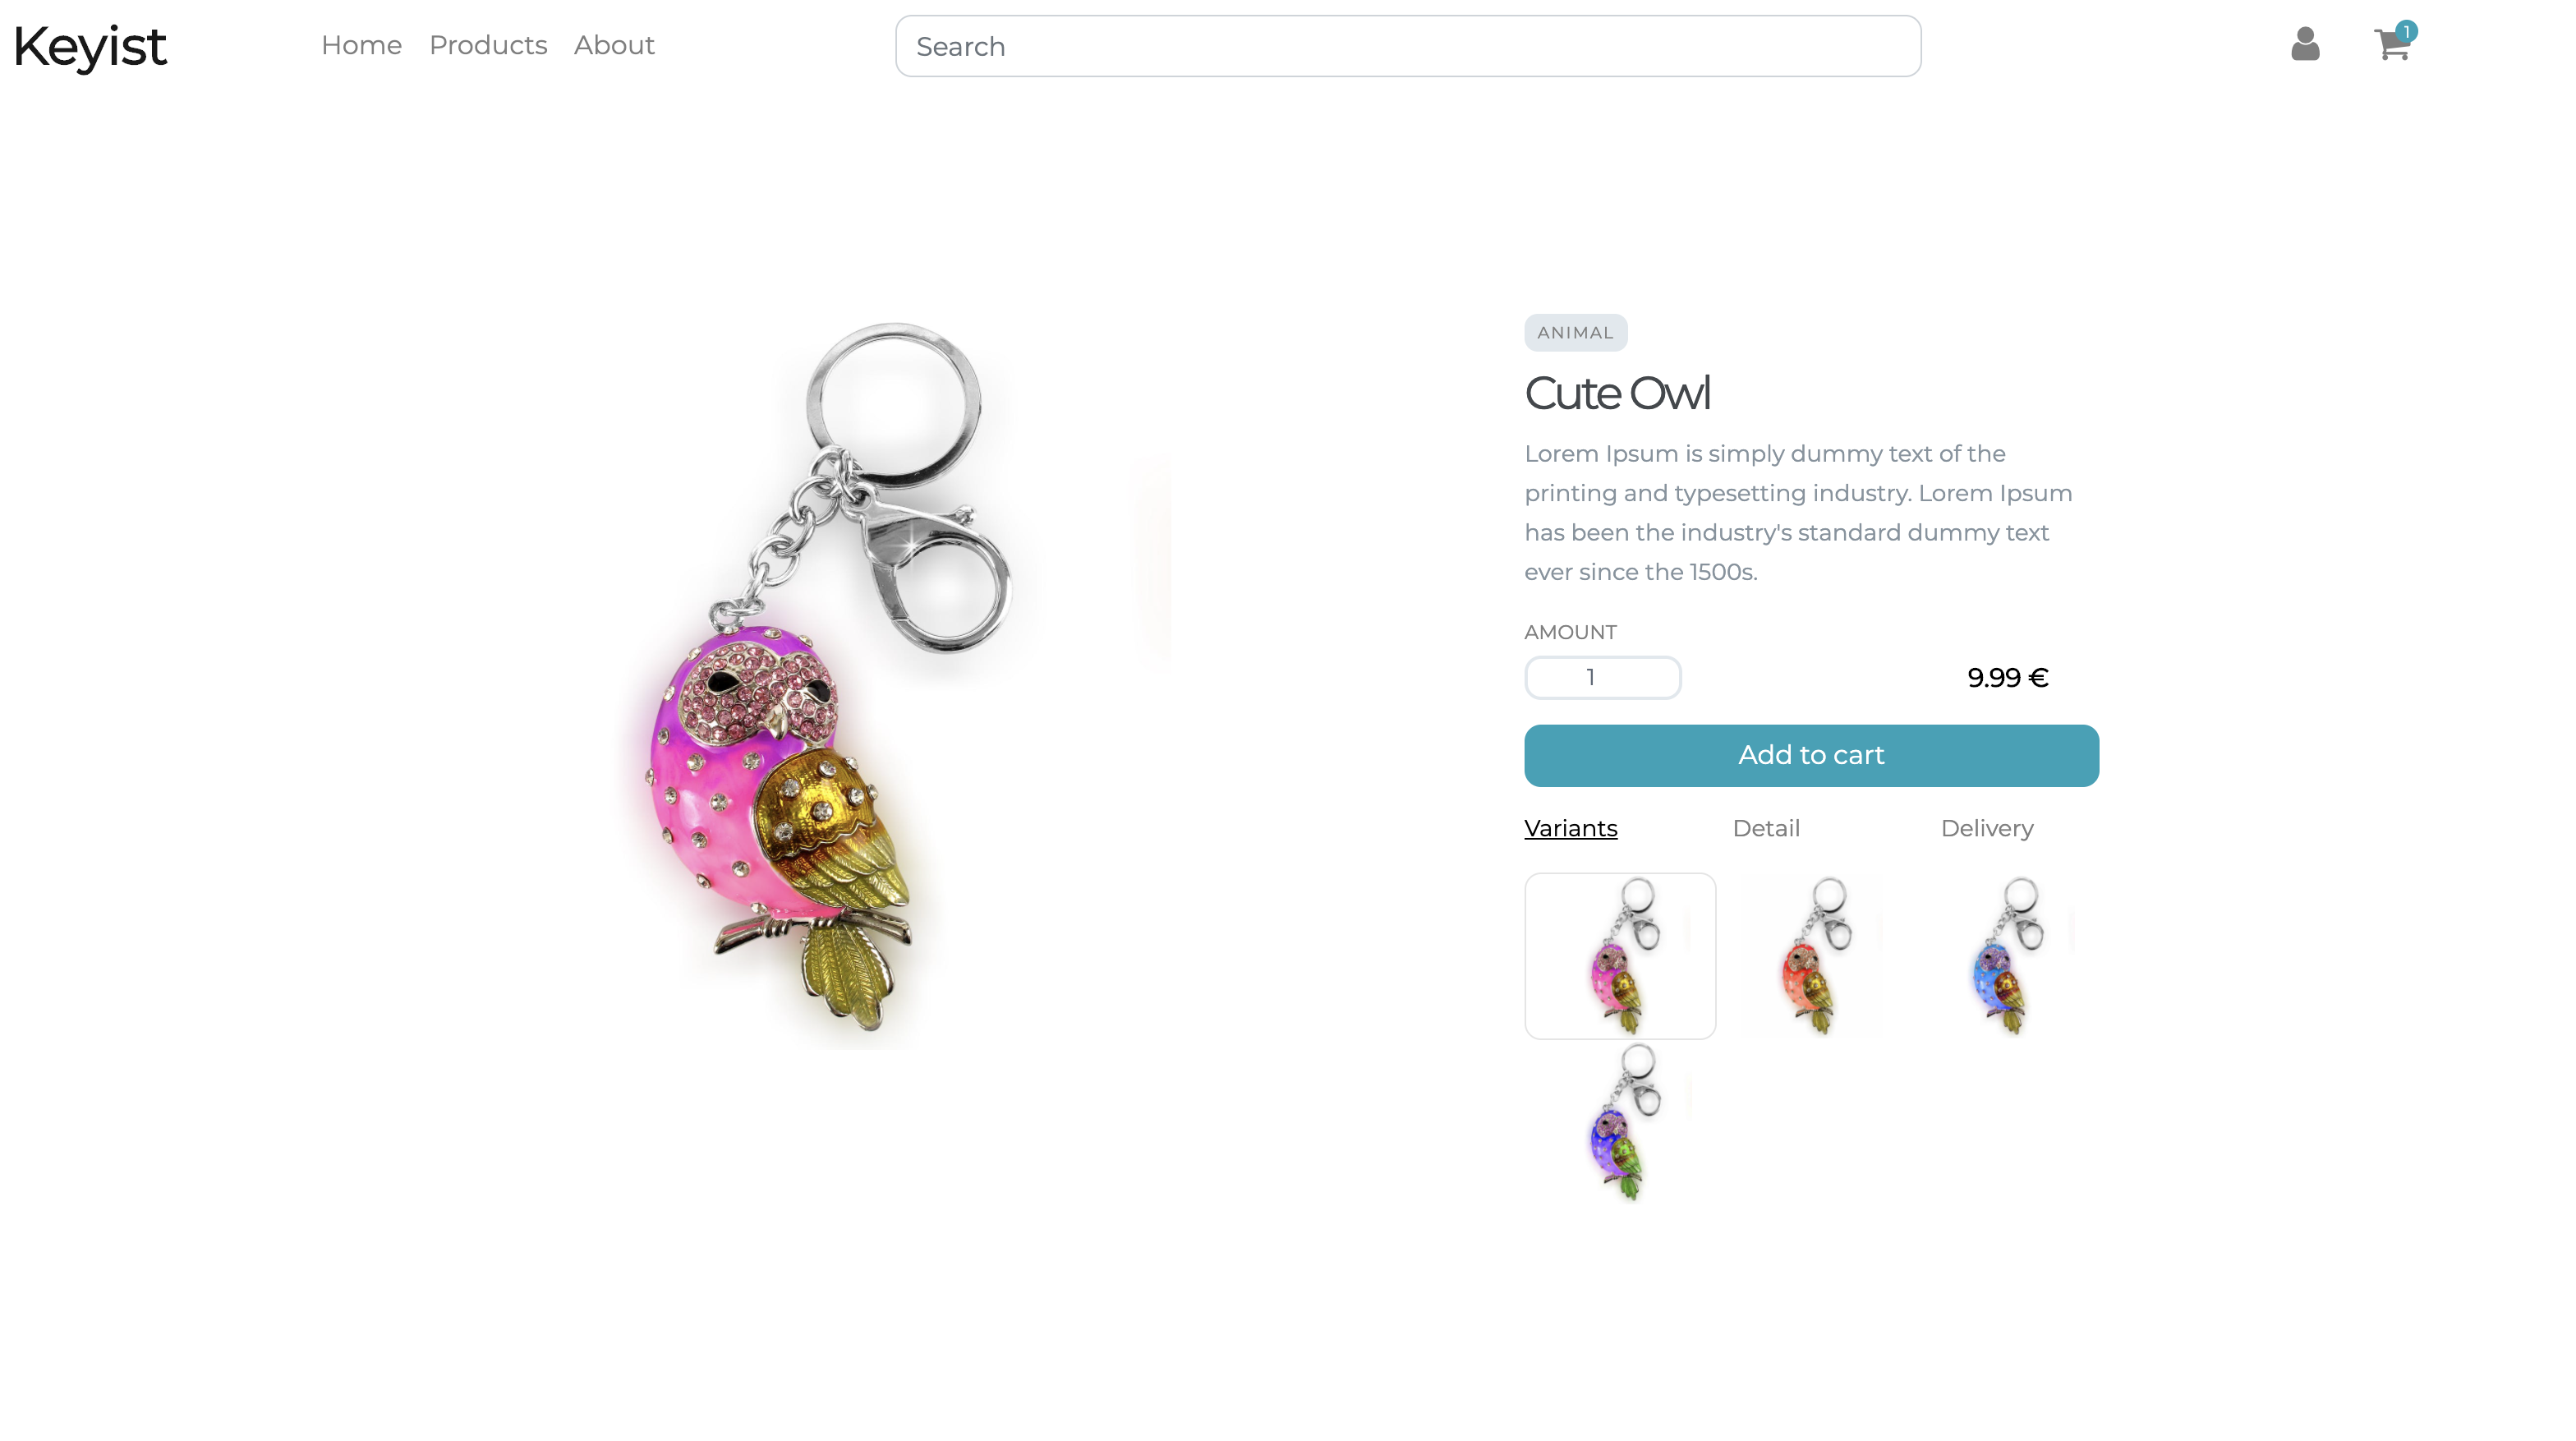 Keyist
Home
Products
About
Search
1
ANIMAL
Cute Owl
Lorem Ipsum is simply dummy text of the
printing and typesetting industry. Lorem Ipsum
has been the industry's standard dummy text
ever since the 1500s.
AMOUNT
1
9.99 €
Add to cart
Variants
Detail
Delivery